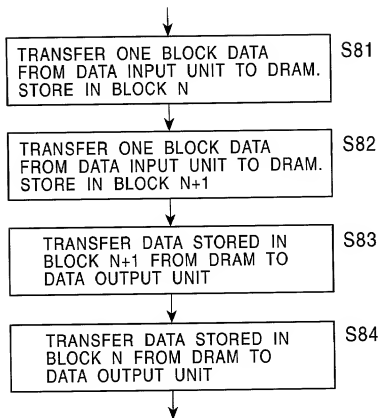 TRANSFER ONE BLOCK DATA
FROM DATA INPUT UNIT TO DRAM.
STORE IN BLOCK N
S81
TRANSFER ONE BLOCK DATA
FROM DATA INPUT UNIT TO DRAM.
STORE IN BLOCK N+1
S82
TRANSFER DATA STORED IN
BLOCK N+1 FROM DRAM TO
DATA OUTPUT UNIT
S83
TRANSFER DATA STORED IN
BLOCK N FROM DRAM TO
DATA OUTPUT UNIT
S84